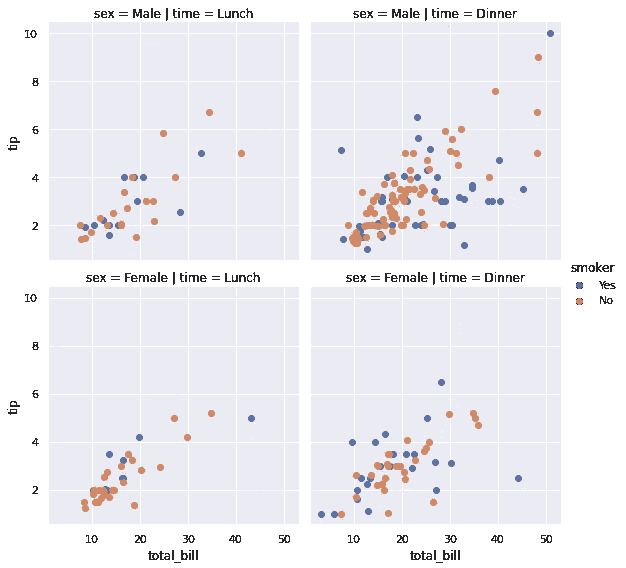 sex = Male | time = Lunch
sex = Male | time = Dinner
10
8
6
4
2
tip
sex = Female | time = Lunch
sex = Female | time = Dinner
10
8
6
4
2
tip
10 20 30 40 50
10 20 30 40 50
total_bill
total_bill
smoker
Yes
No